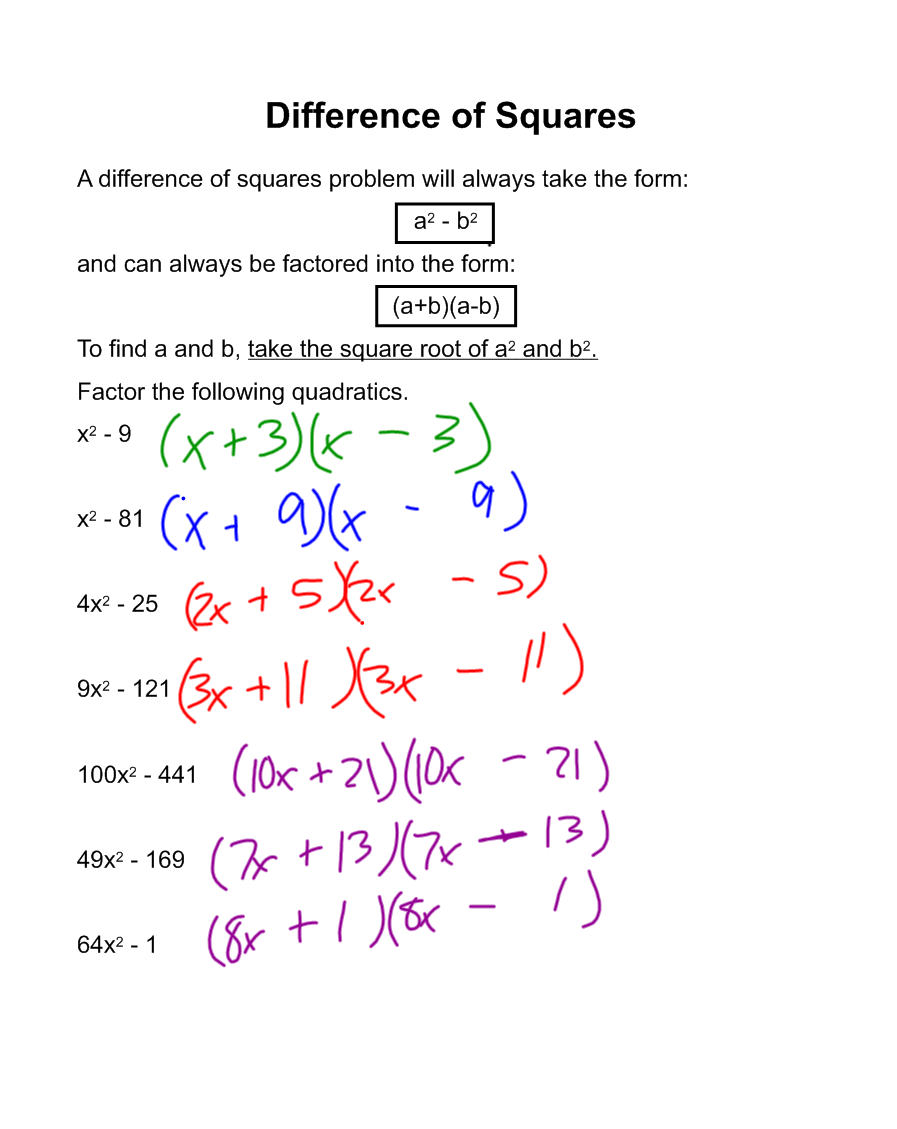 Difference of Squares
A difference of squares problem will always take the form:
a² - b²
and can always be factored into the form:
(a+b)(a-b)
To find a and b, take the square root of a² and b².
Factor the following quadratics.
x² - 9 (x + 3)(x - 3)
x² - 81 (x + 9)(x - 9)
4x² - 25 (2x + 5)(2x - 5)
9x² - 121 (3x + 11)(3x - 11)
100x² - 441 (10x + 21)(10x - 21)
49x² - 169 (7x + 13)(7x - 13)
64x² - 1 (8x + 1)(8x - 1)